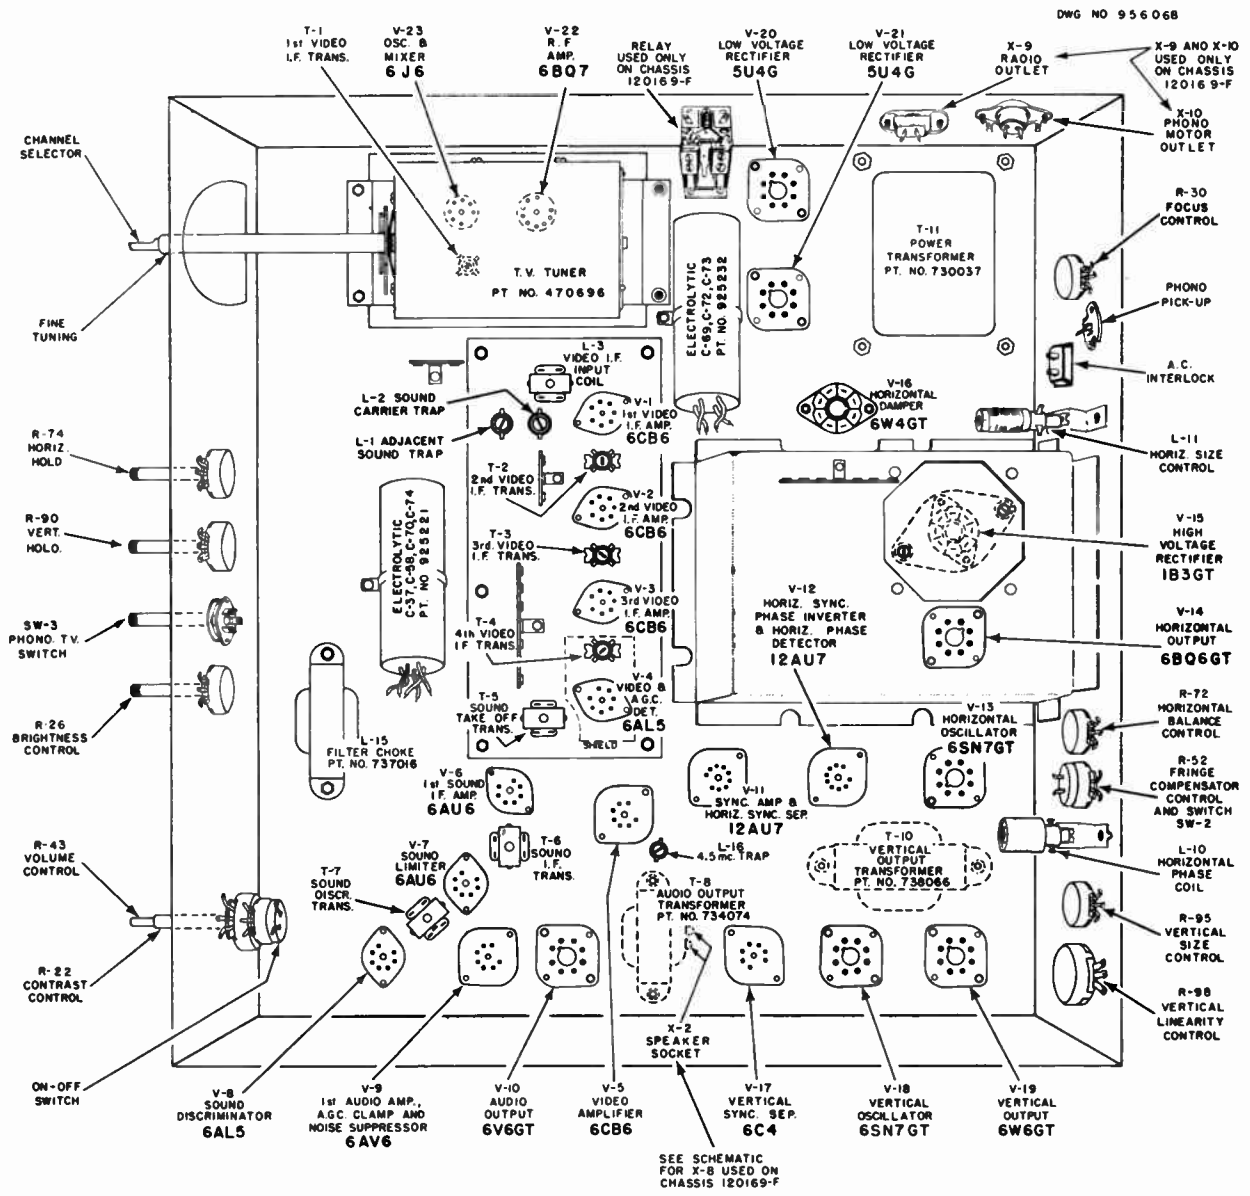 DWG NO 956068
T-1
1st VIDEO
I.F. TRANS.
V-23
OSC. &
MIXER
6J6
V-22
R.F
AMP.
6BQ7
RELAY
USED ONLY
ON CHASSIS
120169-F
V-20
LOW VOLTAGE
RECTIFIER
5U4G
V-21
LOW VOLTAGE
RECTIFIER
5U4G
X-9
RADIO
OUTLET
X-9 AND X-10
USED ONLY
ON CHASSIS
120169-F
X-10
PHONO
MOTOR
OUTLET
CHANNEL
SELECTOR
FINE
TUNING
T.V. TUNER
PT NO. 470696
ELECTROLYTIC
C-69, C-72, C-73
PT. NO. 925232
T-11
POWER
TRANSFORMER
PT. NO. 730037
R-30
FOCUS
CONTROL
PHONO
PICK-UP
A.C.
INTERLOCK
L-11
HORIZ. SIZE
CONTROL
V-16
HORIZONTAL
DAMPER
6W4GT
L-3
VIDEO I.F.
INPUT
COIL
L-2 SOUND
CARRIER TRAP
L-1 ADJACENT
SOUND TRAP
V-1
1st VIDEO
I.F. AMP.
6CB6
T-2
2nd VIDEO
I.F. TRANS.
V-2
2nd VIDEO
I.F. AMP.
6CB6
T-3
3rd. VIDEO
I.F. TRANS.
V-3
3rd VIDEO
I.F. AMP.
6CB6
T-4
4th VIDEO
I F TRANS.
V-4
VIDEO &
A.G.C.
DET.
6AL5
T-5
SOUND
TAKE OFF
TRANS.
SHIELD
R-74
HORIZ.
HOLD
R-90
VERT.
HOLD.
SW-3
PHONO. T.V.
SWITCH
R-26
BRIGHTNESS
CONTROL
ELECTROLYTIC
C-37, C-58, C-70, C-74
PT. NO 925221
L-15
FILTER CHOKE
PT. NO. 737016
V-15
HIGH
VOLTAGE
RECTIFIER
1B3GT
V-14
HORIZONTAL
OUTPUT
6BQ6GT
V-12
HORIZ. SYNC.
PHASE INVERTER
& HORIZ. PHASE
DETECTOR
12AU7
V-13
HORIZONTAL
OSCILLATOR
6SN7GT
R-72
HORIZONTAL
BALANCE
CONTROL
R-52
FRINGE
COMPENSATOR
CONTROL
AND SWITCH
SW-2
L-10
HORIZONTAL
PHASE
COIL
R-95
VERTICAL
SIZE
CONTROL
R-98
VERTICAL
LINEARITY
CONTROL
V-6
1st SOUND
I.F. AMP.
6AU6
V-11
SYNC. AMP &
HORIZ. SYNC. SEP.
12AU7
L-16
4.5 mc. TRAP
T-6
SOUND
I.F.
TRANS.
V-7
SOUND
LIMITER
6AU6
T-7
SOUND
DISCR.
TRANS.
T-8
AUDIO OUTPUT
TRANSFORMER
PT. NO. 734074
T-10
VERTICAL
OUTPUT
TRANSFORMER
PT. NO. 738066
R-43
VOLUME
CONTROL
R-22
CONTRAST
CONTROL
ON-OFF
SWITCH
X-2
SPEAKER
SOCKET
V-8
SOUND
DISCRIMINATOR
6AL5
V-9
1st AUDIO AMP.,
A.G.C. CLAMP AND
NOISE SUPPRESSOR
6AV6
V-10
AUDIO
OUTPUT
6V6GT
V-5
VIDEO
AMPLIFIER
6CB6
V-17
VERTICAL
SYNC. SEP.
6C4
V-18
VERTICAL
OSCILLATOR
6SN7GT
V-19
VERTICAL
OUTPUT
6W6GT
SEE SCHEMATIC
FOR X-8 USED ON
CHASSIS 120169-F